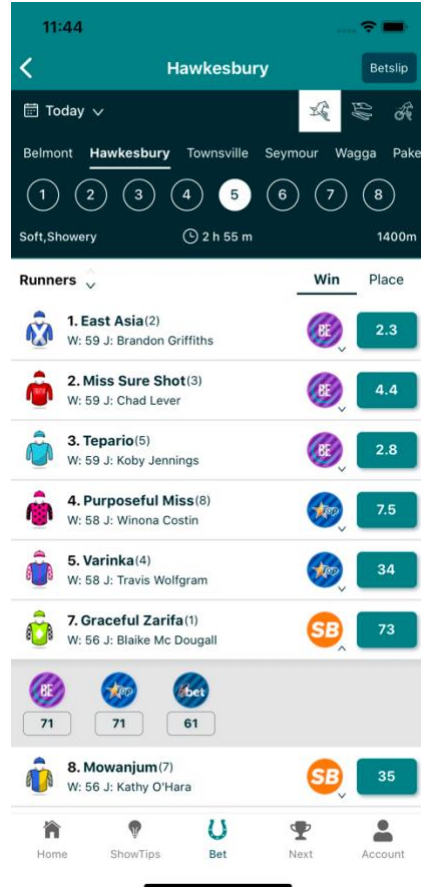 11:44
Hawkesbury
Betslip
Today
Belmont Hawkesbury Townsville Seymour Wagga Pake
1 2 3 4 5 6 7 8
Soft,Showery 2 h 55 m 1400m
Runners Win Place
1. East Asia(2)
W: 59 J: Brandon Griffiths
BE
2.3
2. Miss Sure Shot(3)
W: 59 J: Chad Lever
BE
4.4
3. Tepario(5)
W: 59 J: Koby Jennings
BE
2.8
4. Purposeful Miss(8)
W: 58 J: Winona Costin
7.5
5. Varinka(4)
W: 58 J: Travis Wolfgram
34
7. Graceful Zarifa(1)
W: 56 J: Blaike Mc Dougall
SB
73
BE
71 71 61
8. Mowanjum(7)
W: 56 J: Kathy O'Hara
SB
35
Home ShowTips Bet Next Account